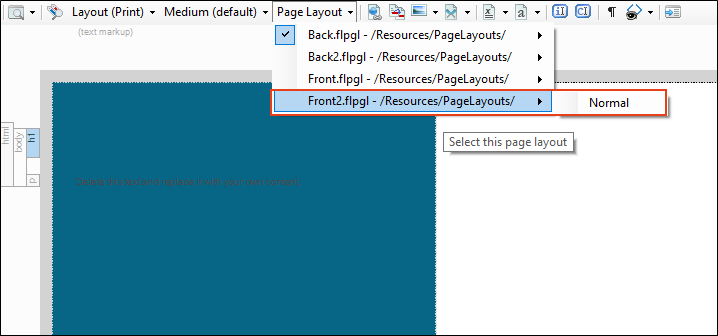 Layout (Print) Medium (default) Page Layout
(text markup)
Back.flpgl - /Resources/PageLayouts/
Back2.flpgl - /Resources/PageLayouts/
Front.flpgl - /Resources/PageLayouts/
Front2.flpgl - /Resources/PageLayouts/ Normal
Select this page layout
html
body
h1
p